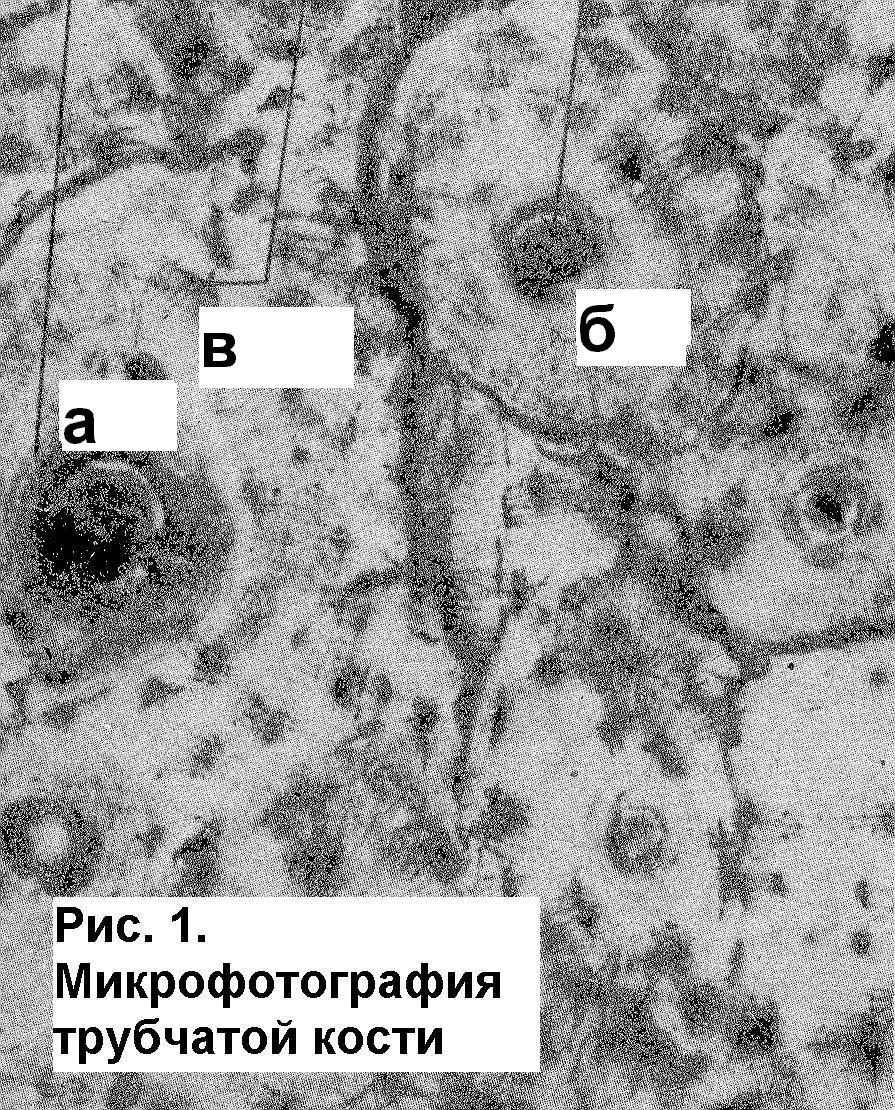 в
б
а
Рис. 1.
Микрофотография
трубчатой кости